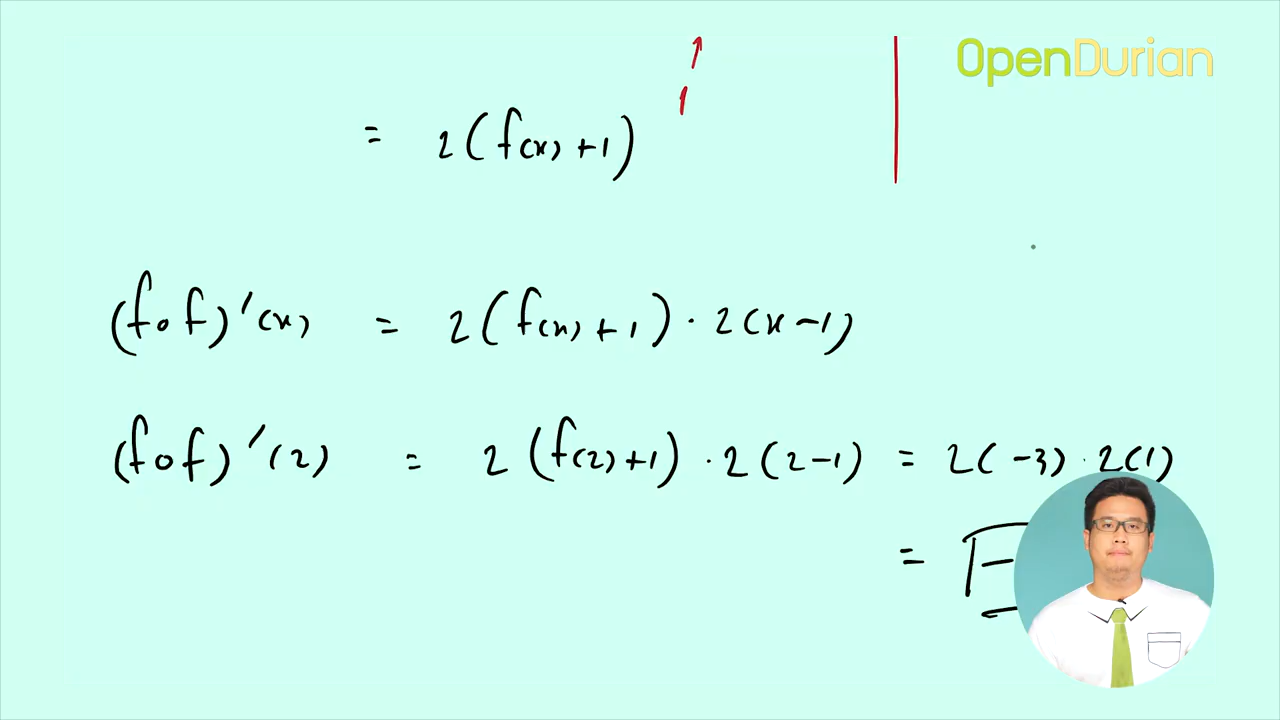 OpenDurian
= 2(f(x) + 1)
(f∘f)'(x) = 2(f(x) + 1) · 2(x - 1)
(f∘f)'(2) = 2(f(2) + 1) · 2(2 - 1) = 2(-3) · 2(1)
=